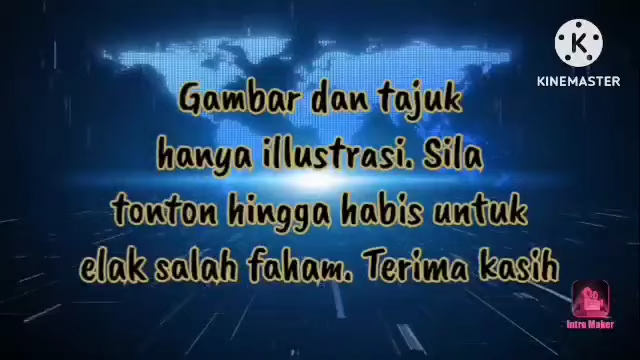 KINEMASTER
Gambar dan tajuk
hanya illustrasi. Sila
tonton hingga habis untuk
elak salah faham. Terima kasih
Intro Maker